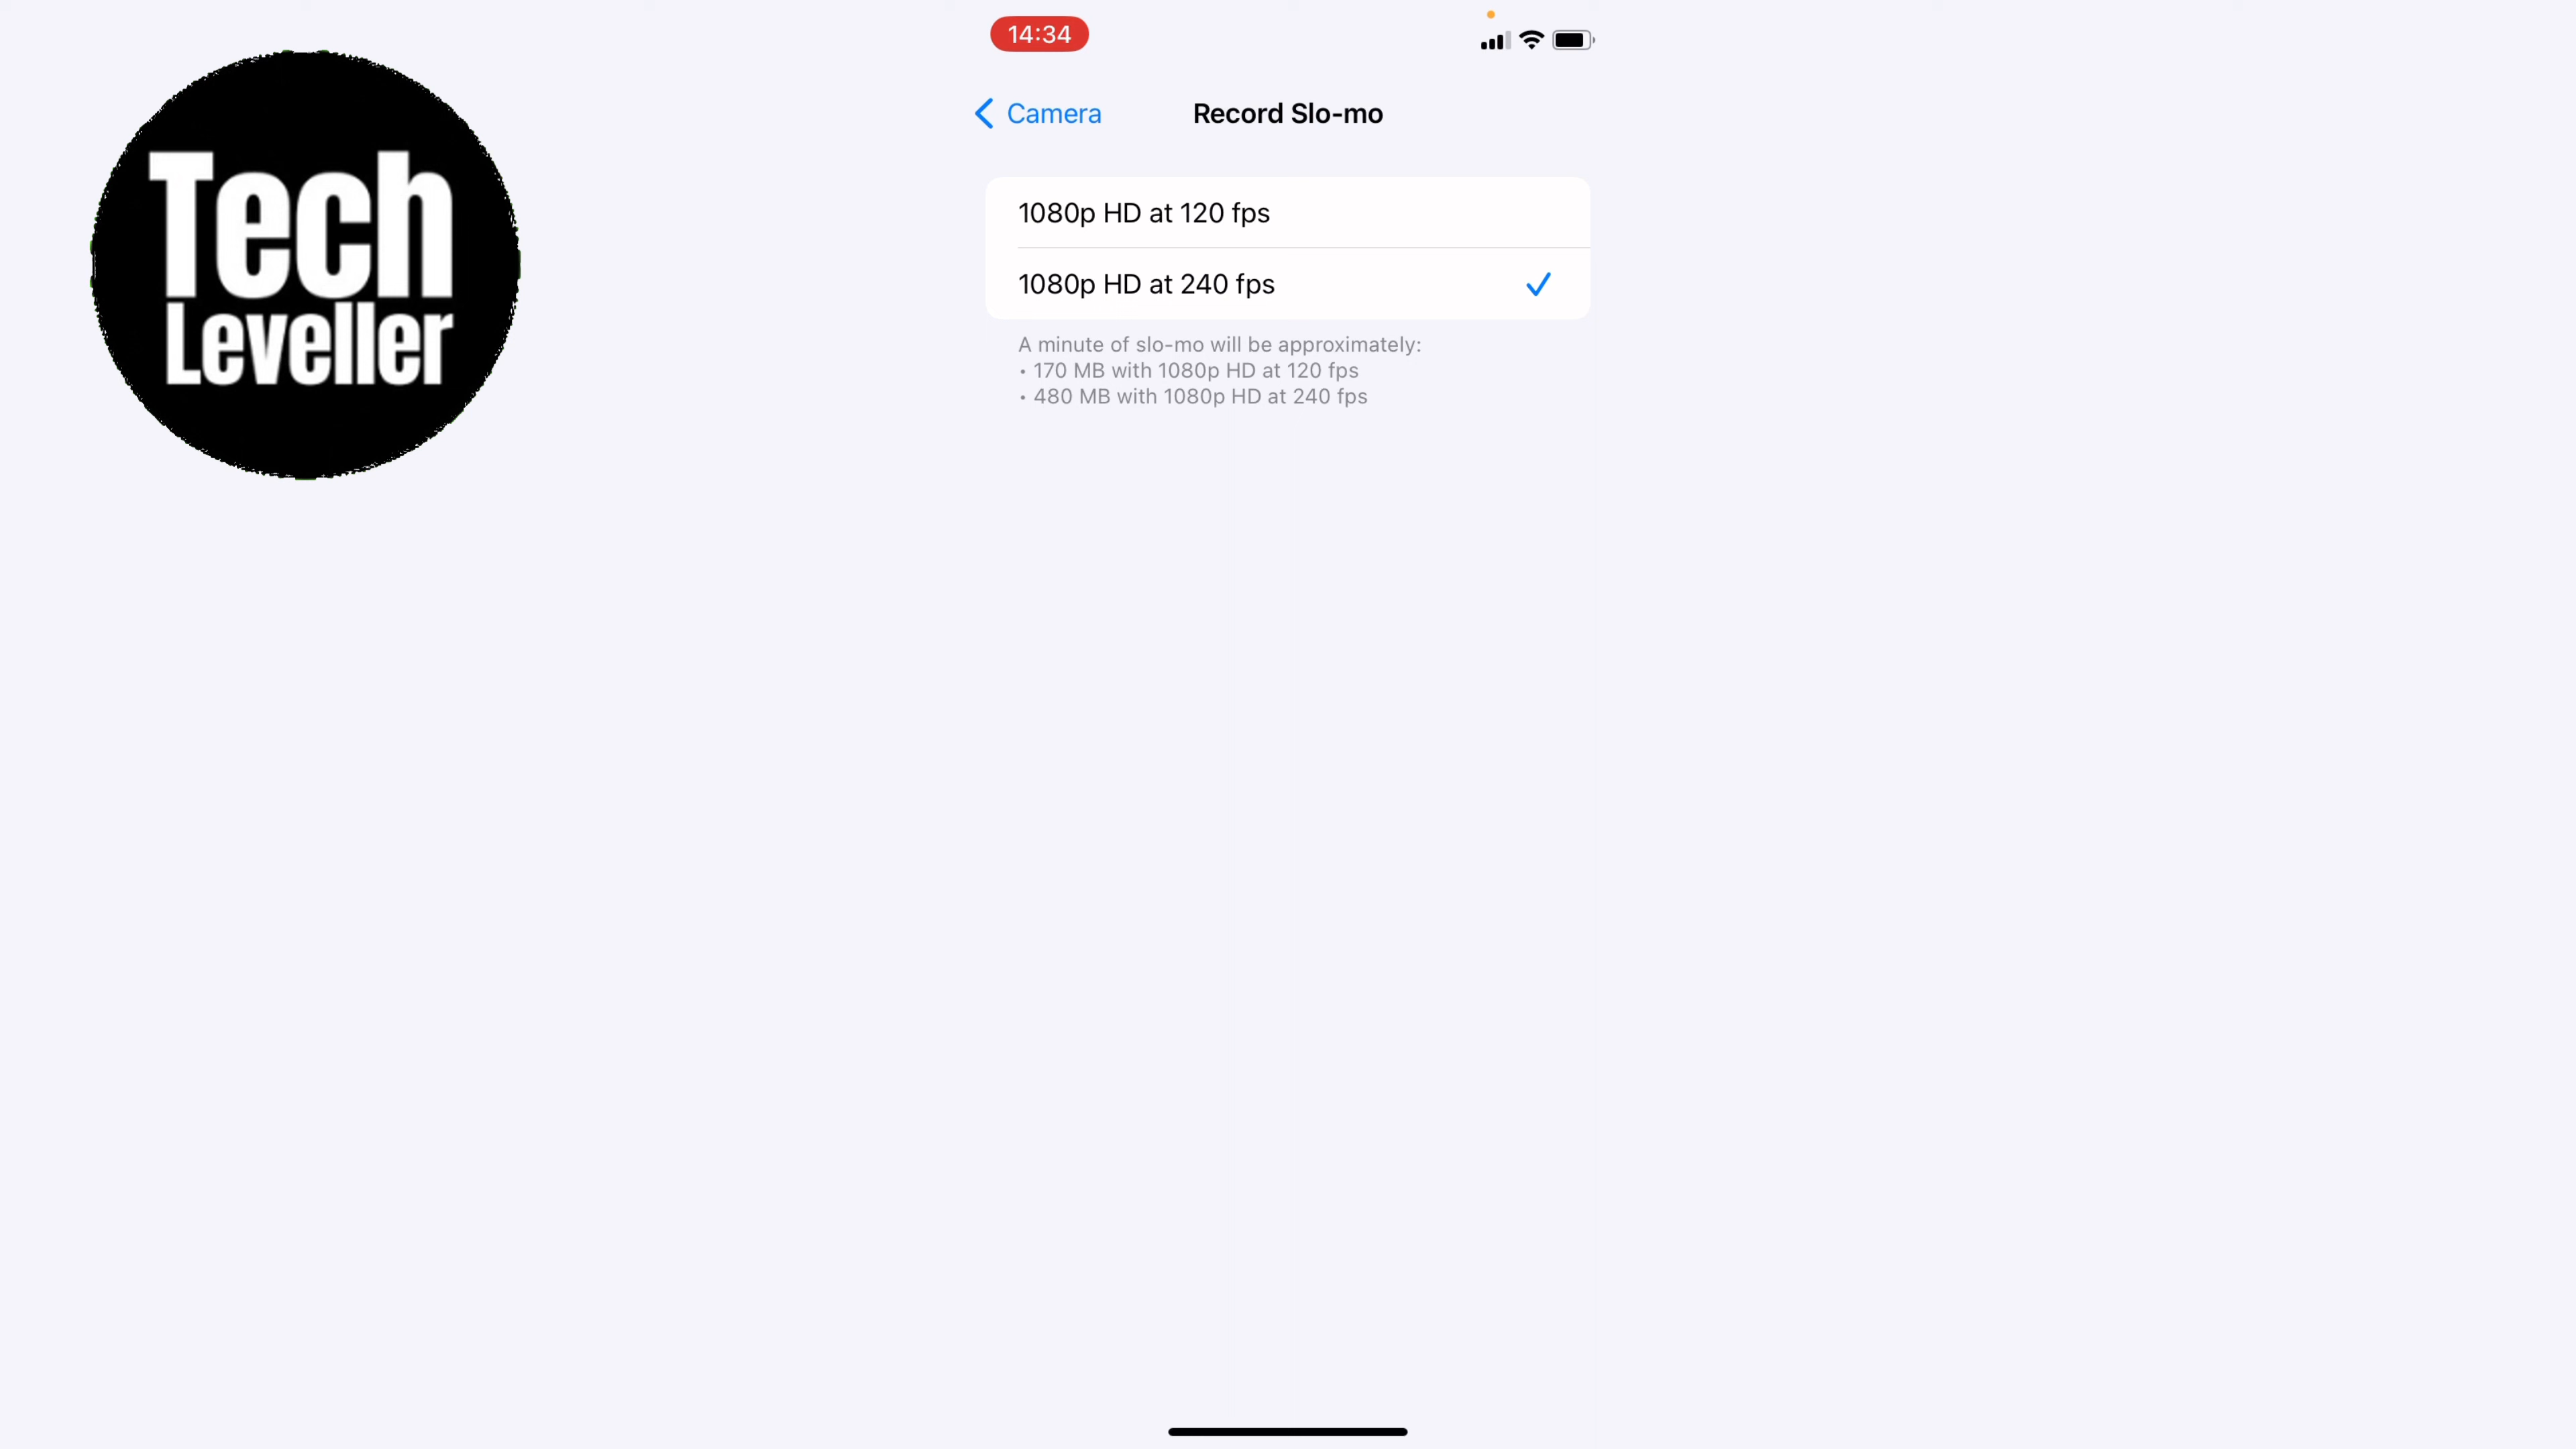 Tech
Leveller
14:34
Camera
Record Slo-mo
1080p HD at 120 fps
1080p HD at 240 fps
A minute of slo-mo will be approximately:
• 170 MB with 1080p HD at 120 fps
• 480 MB with 1080p HD at 240 fps